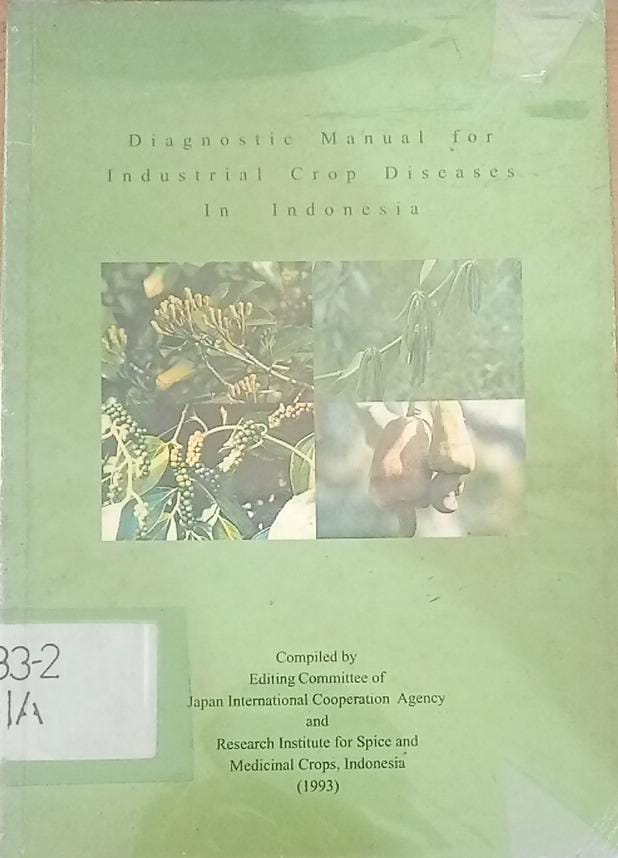 Diagnostic Manual for
Industrial Crop Diseases
In Indonesia
33-2
IA
Compiled by
Editing Committee of
Japan International Cooperation Agency
and
Research Institute for Spice and
Medicinal Crops, Indonesia
(1993)